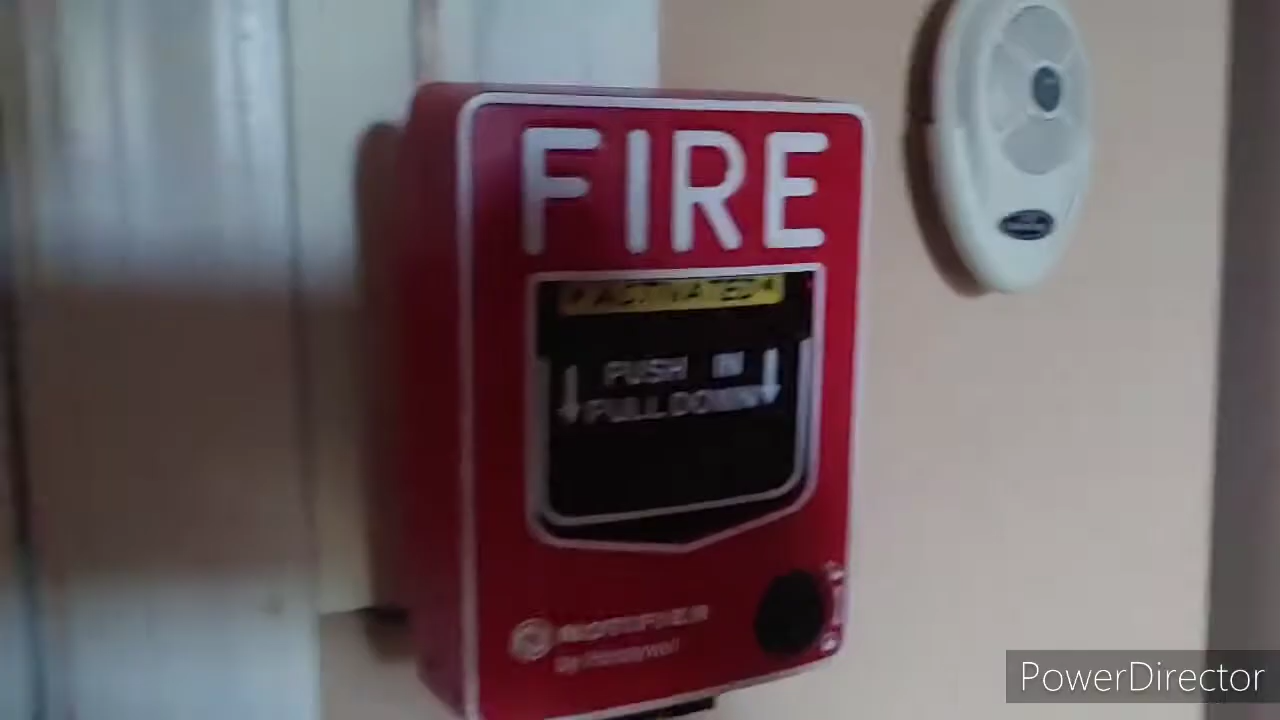 FIRE
ACTIVATED
PUSH IN
PULL DOWN
NOTIFIER
by Honeywell
PowerDirector